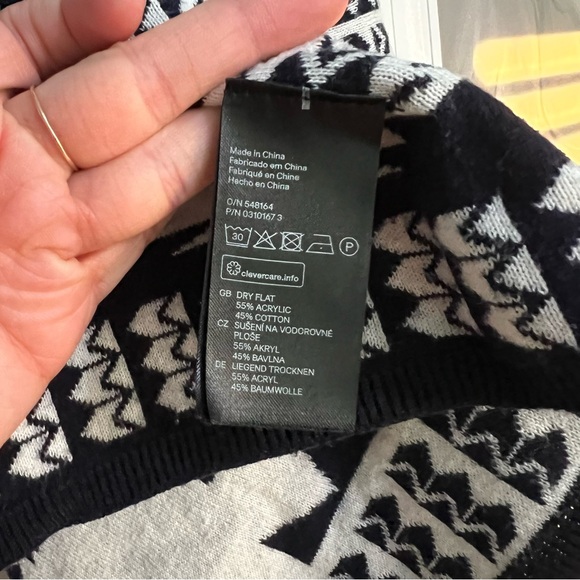 Made in China
Fabricado em China
Fabriqué en Chine
Hecho en China
O/N 548164
P/N 0310167 3
30 P
clevercare.info
GB DRY FLAT
55% ACRYLIC
45% COTTON
CZ SUŠENÍ NA VODOROVNÉ
PLOŠE
55% AKRYL
45% BAVLNA
DE LIEGEND TROCKNEN
55% ACRYL
45% BAUMWOLLE